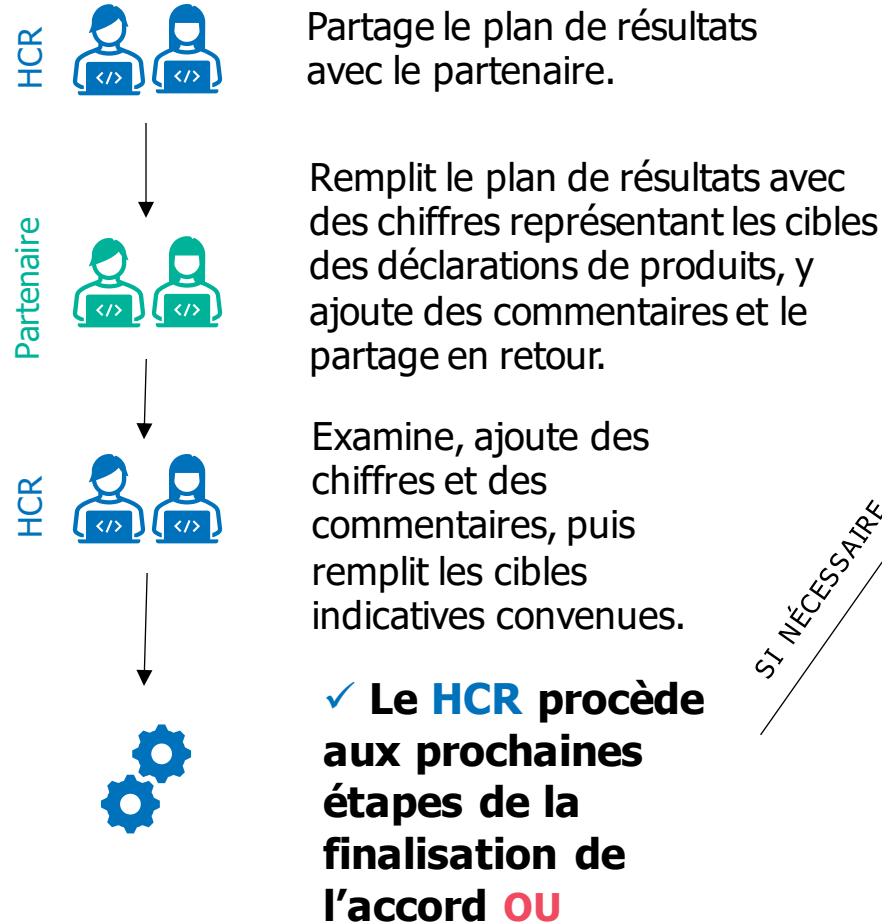 HCR
Partage le plan de résultats
avec le partenaire.
Partenaire
Remplit le plan de résultats avec
des chiffres représentant les cibles
des déclarations de produits, y
ajoute des commentaires et le
partage en retour.
HCR
Examine, ajoute des
chiffres et des
commentaires, puis
remplit les cibles
indicatives convenues.
SI NÉCESSAIRE
✓ Le HCR procède
aux prochaines
étapes de la
finalisation de
l’accord OU